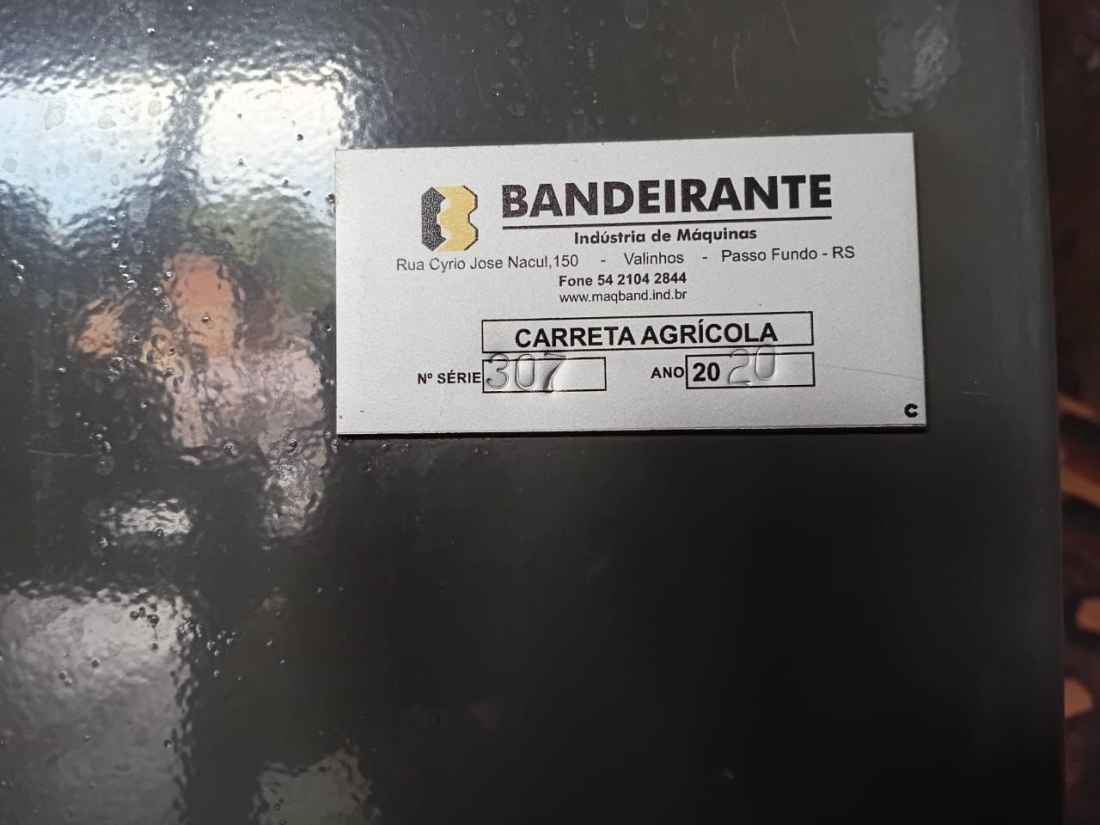 BANDEIRANTE
Indústria de Máquinas
Rua Cyrio Jose Nacul,150 - Valinhos - Passo Fundo - RS
Fone 54 2104 2844
www.maqband.ind.br
CARRETA AGRÍCOLA
Nº SÉRIE 307 ANO 20 20
C